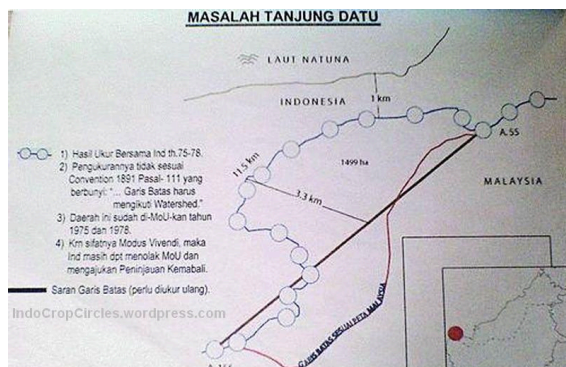 MASALAH TANJUNG DATU
LAUT NATUNA
INDONESIA
1 km
A.55
1) Hasil Ukur Bersama Ind th.75-78.
2) Pengukurannya tidak sesuai
Convention 1891 Pasal- 111 yang
berbunyi: "... Garis Batas harus
mengikuti Watershed."
3) Daerah ini sudah di-MoU-kan tahun
1975 dan 1978.
4) Krn sifatnya Modus Vivendi, maka
Ind masih dpt menolak MoU dan
mengajukan Peninjauan Kemabali.
Saran Garis Batas (perlu diukur ulang).
11.5 km
1499 ha
3.3 km
MALAYSIA
GARIS BATAS SESUAI PETA MALAYSIA
IndoCropCircles.wordpress.com